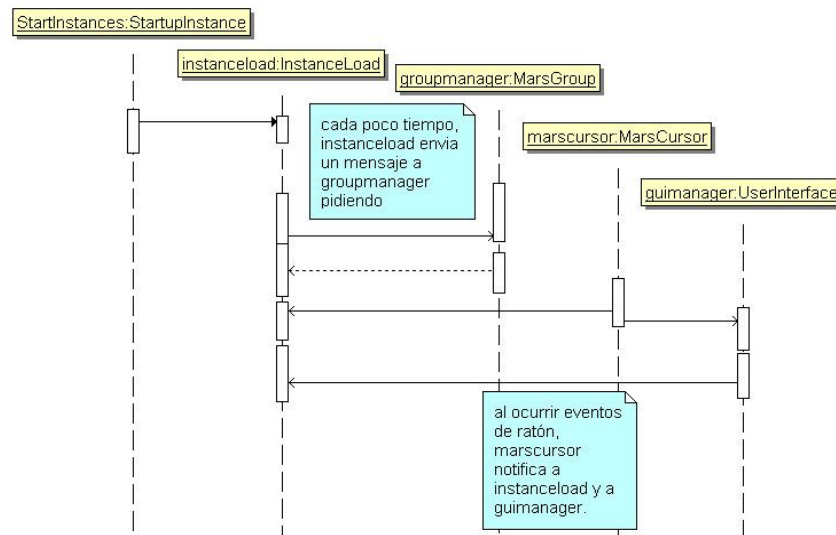 StartInstances:StartupInstance
instanceload:InstanceLoad
groupmanager:MarsGroup
marscursor:MarsCursor
guimanager:UserInterface
cada poco tiempo,
instanceload envia
un mensaje a
groupmanager
pidiendo
al ocurrir eventos
de ratón,
marscursor
notifica a
instanceload y a
guimanager.